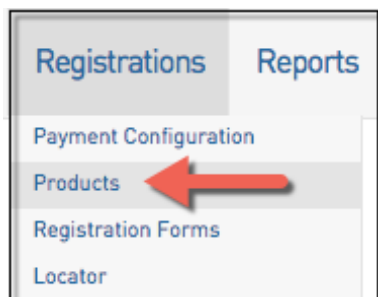 Registrations Reports
Payment Configuration
Products
Registration Forms
Locator